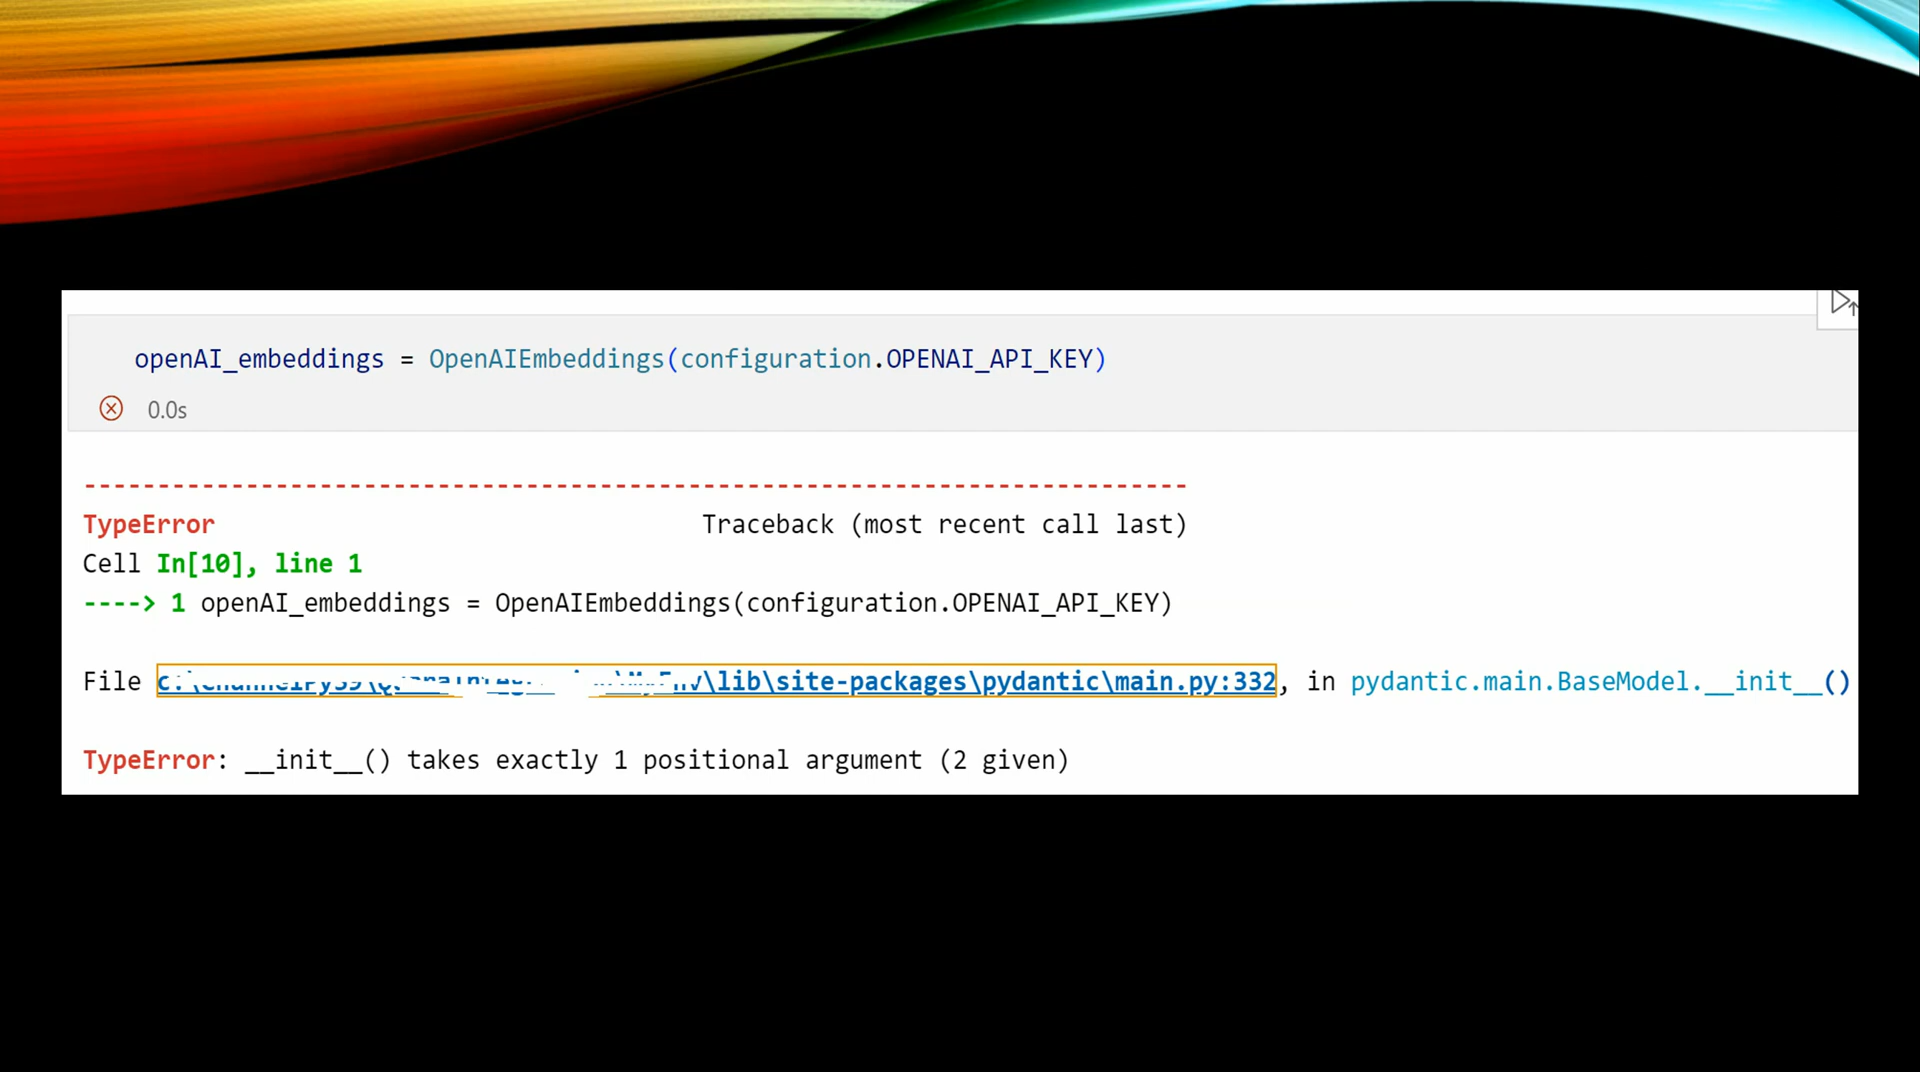 openAI_embeddings = OpenAIEmbeddings(configuration.OPENAI_API_KEY)
0.0s
---------------------------------------------------------------------------
TypeError                                 Traceback (most recent call last)
Cell In[10], line 1
----> 1 openAI_embeddings = OpenAIEmbeddings(configuration.OPENAI_API_KEY)
File \lib\site-packages\pydantic\main.py:332, in pydantic.main.BaseModel.__init__()
TypeError: __init__() takes exactly 1 positional argument (2 given)